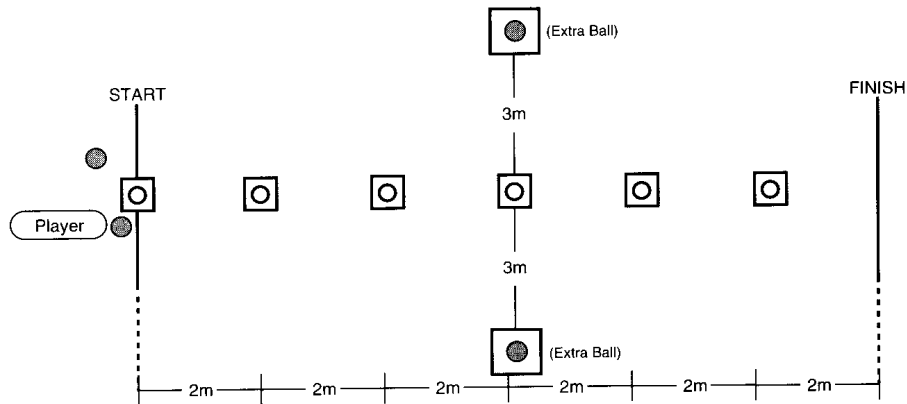 (Extra Ball)
START
FINISH
3m
Player
3m
(Extra Ball)
2m 2m 2m 2m 2m 2m